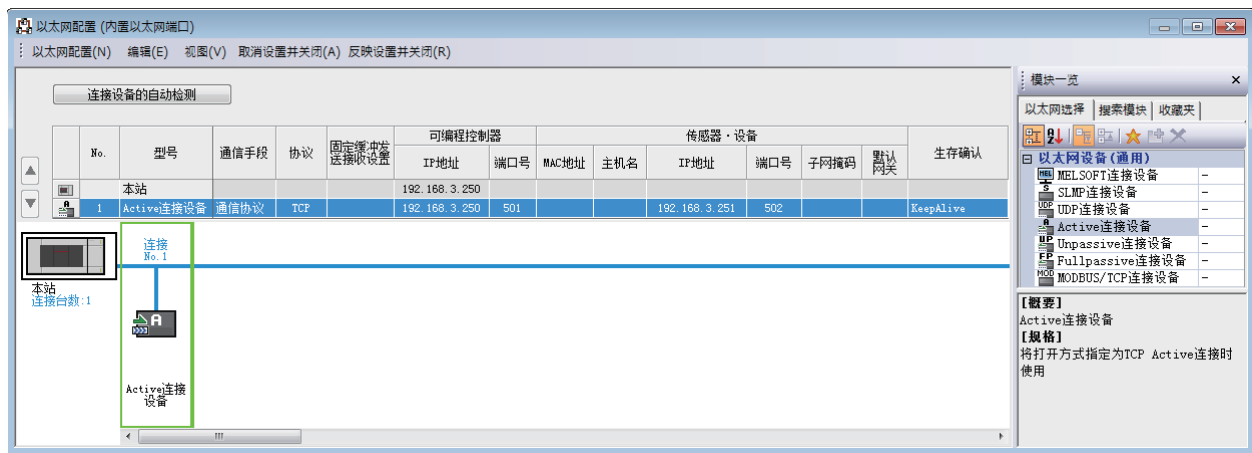 以太网配置 (内置以太网端口)
以太网配置(N) 编辑(E) 视图(V) 取消设置并关闭(A) 反映设置并关闭(R)
连接设备的自动检测
可编程控制器 传感器・设备
No. 型号 通信手段 协议 固定缓冲发送接收设置 IP地址 端口号 MAC地址 主机名 IP地址 端口号 子网掩码 默认网关 生存确认
本站 192.168.3.250
1 Active连接设备 通信协议 TCP 192.168.3.250 501 192.168.3.251 502 KeepAlive
连接
No.1
本站
连接台数:1
A
Active连接
设备
模块一览
以太网选择 搜索模块 收藏夹
以太网设备(通用)
MELSOFT连接设备 -
SLMP连接设备 -
UDP连接设备 -
Active连接设备 -
Unpassive连接设备 -
Fullpassive连接设备 -
MODBUS/TCP连接设备 -
[概要]
Active连接设备
[规格]
将打开方式指定为TCP Active连接时
使用